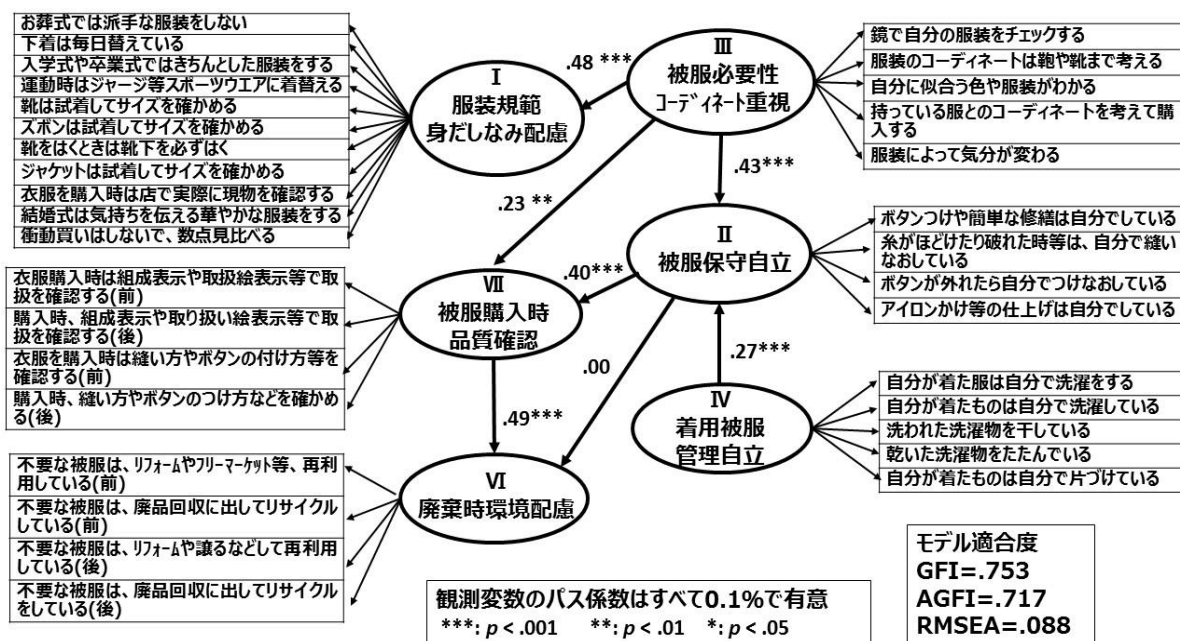 お葬式では派手な服装をしない
下着は毎日替えている
入学式や卒業式ではきちんとした服装をする
運動時はジャージ等スポーツウエアに着替える
靴は試着してサイズを確かめる
ズボンは試着してサイズを確かめる
靴をはくときは靴下を必ずはく
ジャケットは試着してサイズを確かめる
衣服を購入時は店で実際に現物を確認する
結婚式は気持ちを伝える華やかな服装をする
衝動買いはしないで、数点見比べる
Ⅰ
服装規範
身だしなみ配慮
.48 ***
Ⅲ
被服必要性
コーディネート重視
鏡で自分の服装をチェックする
服装のコーディネートは鞄や靴まで考える
自分に似合う色や服装がわかる
持っている服とのコーディネートを考えて購
入する
服装によって気分が変わる
.43***
.23 **
Ⅱ
被服保守自立
ボタンつけや簡単な修繕は自分でしている
糸がほどけたり破れた時等は、自分で縫い
なおしている
ボタンが外れたら自分でつけなおしている
アイロンかけ等の仕上げは自分でしている
.40***
衣服購入時は組成表示や取扱絵表示等で取
扱を確認する(前)
購入時、組成表示や取り扱い絵表示等で取
扱を確認する(後)
衣服を購入時は縫い方やボタンの付け方等を
確認する(前)
購入時、縫い方やボタンのつけ方などを確かめ
る(後)
Ⅶ
被服購入時
品質確認
.00
.27***
.49***
Ⅳ
着用被服
管理自立
自分が着た服は自分で洗濯をする
自分が着たものは自分で洗濯している
洗われた洗濯物を干している
乾いた洗濯物をたたんでいる
自分が着たものは自分で片づけている
不要な被服は、リフォームやフリーマーケット等、再利
用している(前)
不要な被服は、廃品回収に出してリサイクル
している(前)
不要な被服は、リフォームや譲るなどして再利用
している(後)
不要な被服は、廃品回収に出してリサイクル
をしている(後)
Ⅵ
廃棄時環境配慮
観測変数のパス係数はすべて0.1%で有意
***: p < .001 **: p < .01 *: p < .05
モデル適合度
GFI=.753
AGFI=.717
RMSEA=.088